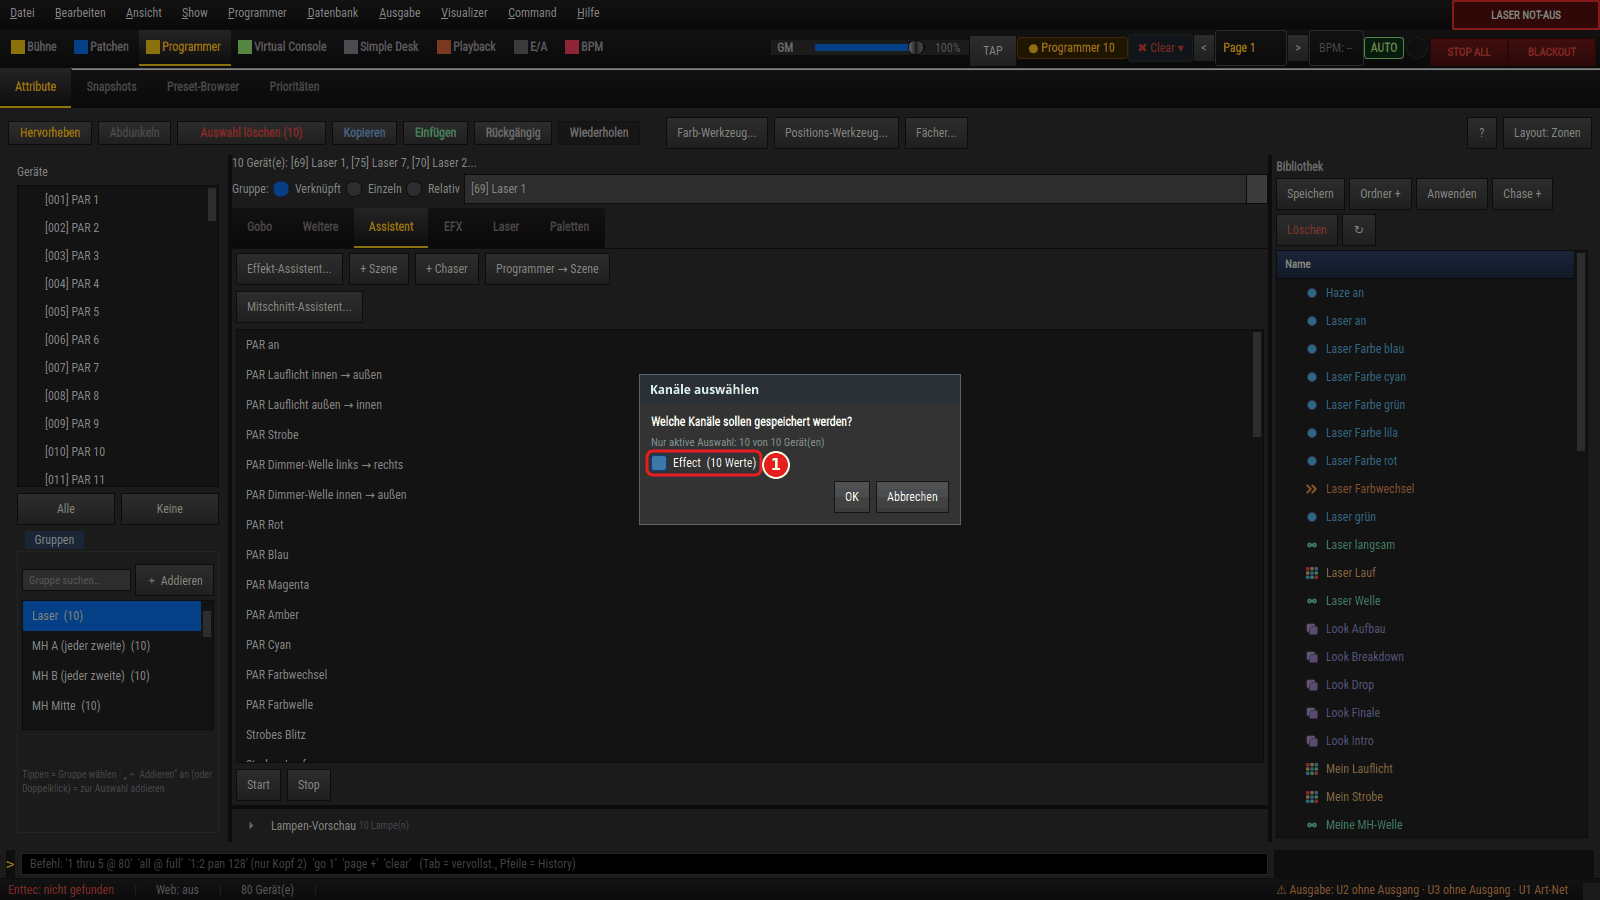 Datei Bearbeiten Ansicht Show Programmer Datenbank Ausgabe Visualizer Command Hilfe
LASER NOT-AUS
Bühne Patchen Programmer Virtual Console Simple Desk Playback E/A BPM
GM 100% TAP Programmer 10 ✖ Clear ▾ < Page 1 > BPM: -- AUTO STOP ALL BLACKOUT
Attribute Snapshots Preset-Browser Prioritäten
Hervorheben Abdunkeln Auswahl löschen (10) Kopieren Einfügen Rückgängig Wiederholen Farb-Werkzeug... Positions-Werkzeug... Fächer... ? Layout: Zonen
Geräte
[001] PAR 1
[002] PAR 2
[003] PAR 3
[004] PAR 4
[005] PAR 5
[006] PAR 6
[007] PAR 7
[008] PAR 8
[009] PAR 9
[010] PAR 10
[011] PAR 11
Alle Keine
Gruppen
Gruppe suchen...
+ Addieren
Laser (10)
MH A (jeder zweite) (10)
MH B (jeder zweite) (10)
MH Mitte (10)
Tippen = Gruppe wählen · „ + Addieren" an (oder
Doppelklick) = zur Auswahl addieren
10 Gerät(e): [69] Laser 1, [75] Laser 7, [70] Laser 2...
Gruppe: Verknüpft Einzeln Relativ [69] Laser 1
Gobo Weitere Assistent EFX Laser Paletten
Effekt-Assistent... + Szene + Chaser Programmer → Szene
Mitschnitt-Assistent...
PAR an
PAR Lauflicht innen → außen
PAR Lauflicht außen → innen
PAR Strobe
PAR Dimmer-Welle links → rechts
PAR Dimmer-Welle innen → außen
PAR Rot
PAR Blau
PAR Magenta
PAR Amber
PAR Cyan
PAR Farbwechsel
PAR Farbwelle
Strobes Blitz
Start Stop
Lampen-Vorschau 10 Lampe(n)
Kanäle auswählen
Welche Kanäle sollen gespeichert werden?
Nur aktive Auswahl: 10 von 10 Gerät(en)
Effect (10 Werte) 1
OK Abbrechen
Bibliothek
Speichern Ordner + Anwenden Chase +
Löschen ↻
Name
Haze an
Laser an
Laser Farbe blau
Laser Farbe cyan
Laser Farbe grün
Laser Farbe lila
Laser Farbe rot
Laser Farbwechsel
Laser grün
Laser langsam
Laser Lauf
Laser Welle
Look Aufbau
Look Breakdown
Look Drop
Look Finale
Look Intro
Mein Lauflicht
Mein Strobe
Meine MH-Welle
> Befehl: '1 thru 5 @ 80' 'all @ full' '1:2 pan 128' (nur Kopf 2) 'go 1' 'page +' 'clear' (Tab = vervollst., Pfeile = History)
Enttec: nicht gefunden Web: aus 80 Gerät(e) ⚠ Ausgabe: U2 ohne Ausgang · U3 ohne Ausgang · U1 Art-Net